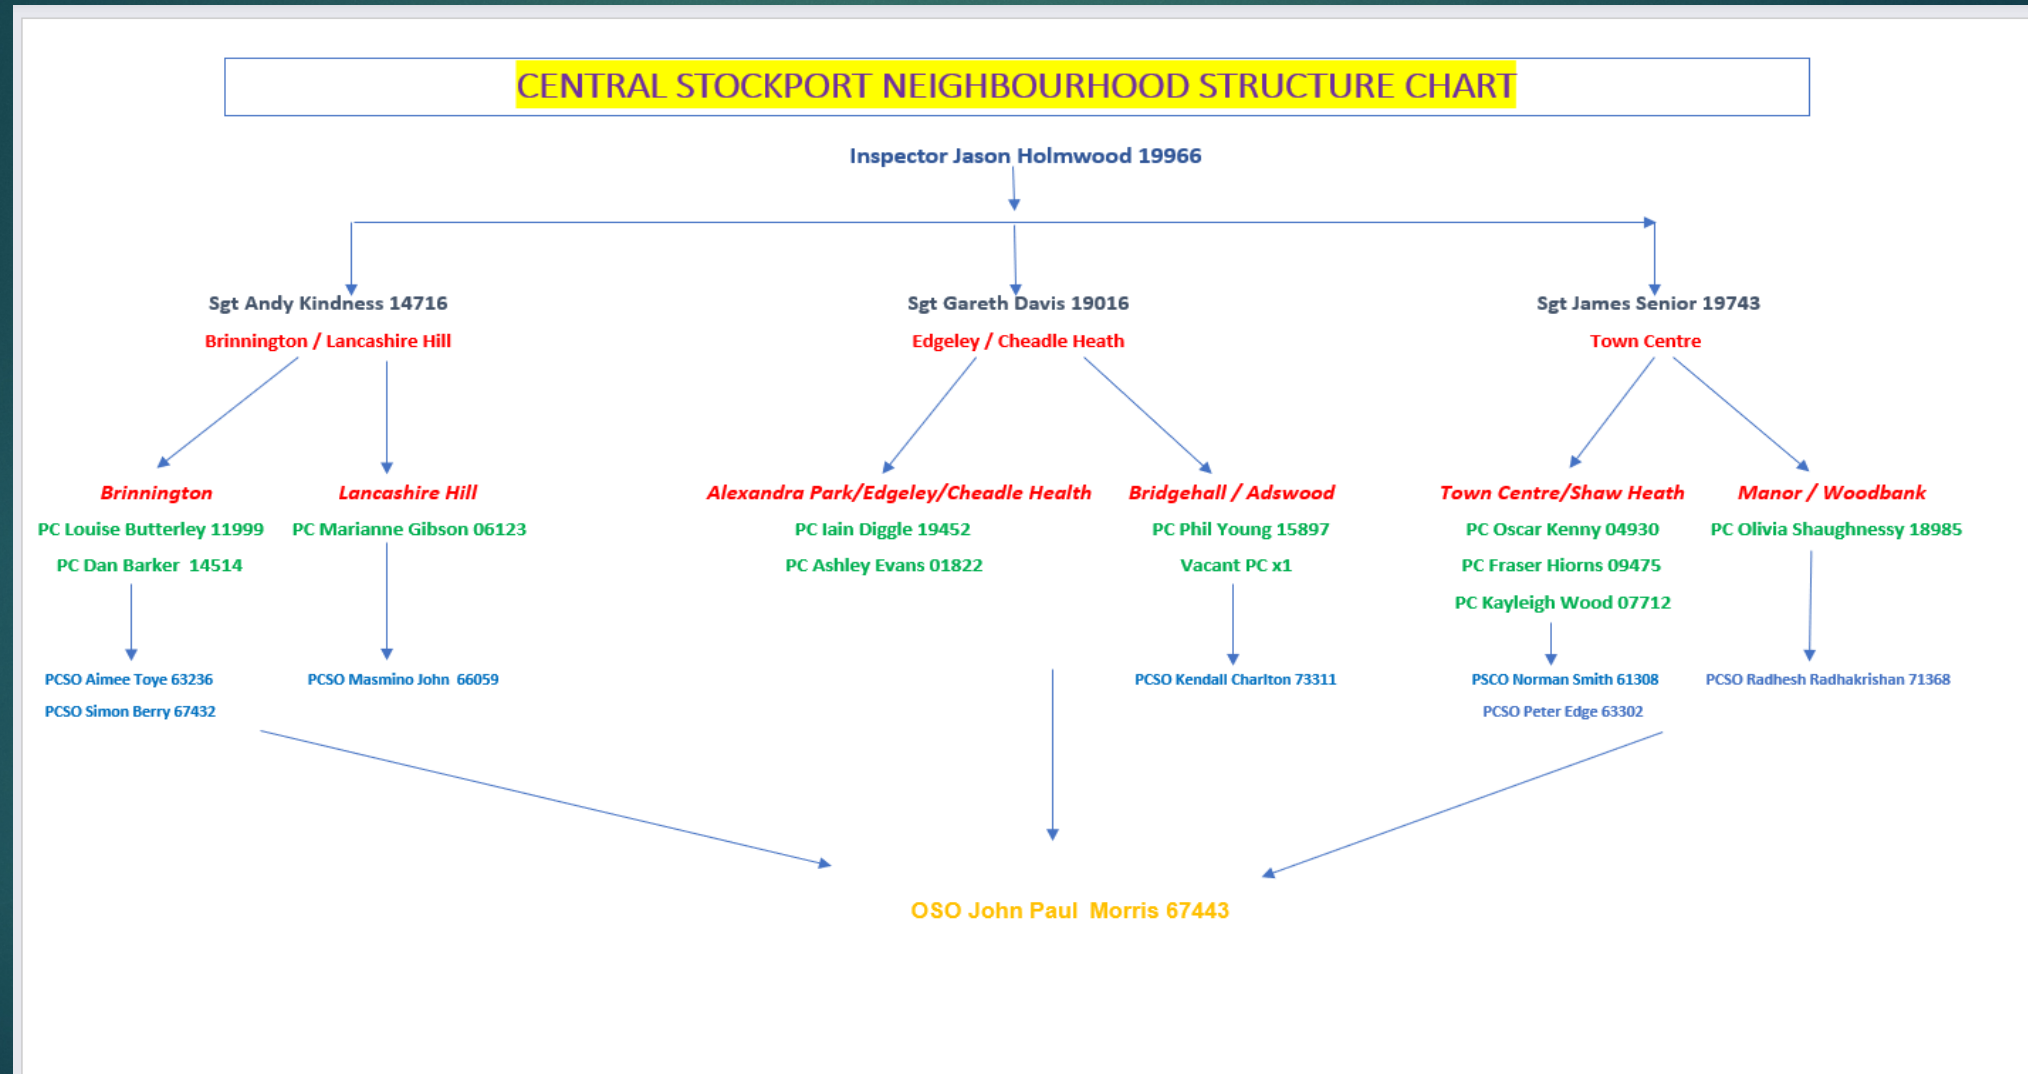 CENTRAL STOCKPORT NEIGHBOURHOOD STRUCTURE CHART
Inspector Jason Holmwood 19966
Sgt Andy Kindness 14716
Brinnington / Lancashire Hill
Sgt Gareth Davis 19016
Edgeley / Cheadle Heath
Sgt James Senior 19743
Town Centre
Brinnington
PC Louise Butterley 11999
PC Dan Barker 14514
PCSO Aimee Toye 63236
PCSO Simon Berry 67432
Lancashire Hill
PC Marianne Gibson 06123
PCSO Masmino John 66059
Alexandra Park/Edgeley/Cheadle Health
PC Iain Diggle 19452
PC Ashley Evans 01822
Bridgehall / Adswood
PC Phil Young 15897
Vacant PC x1
PCSO Kendall Charlton 73311
Town Centre/Shaw Heath
PC Oscar Kenny 04930
PC Fraser Hiorns 09475
PC Kayleigh Wood 07712
PSCO Norman Smith 61308
PCSO Peter Edge 63302
Manor / Woodbank
PC Olivia Shaughnessy 18985
PCSO Radhesh Radhakrishan 71368
OSO John Paul Morris 67443